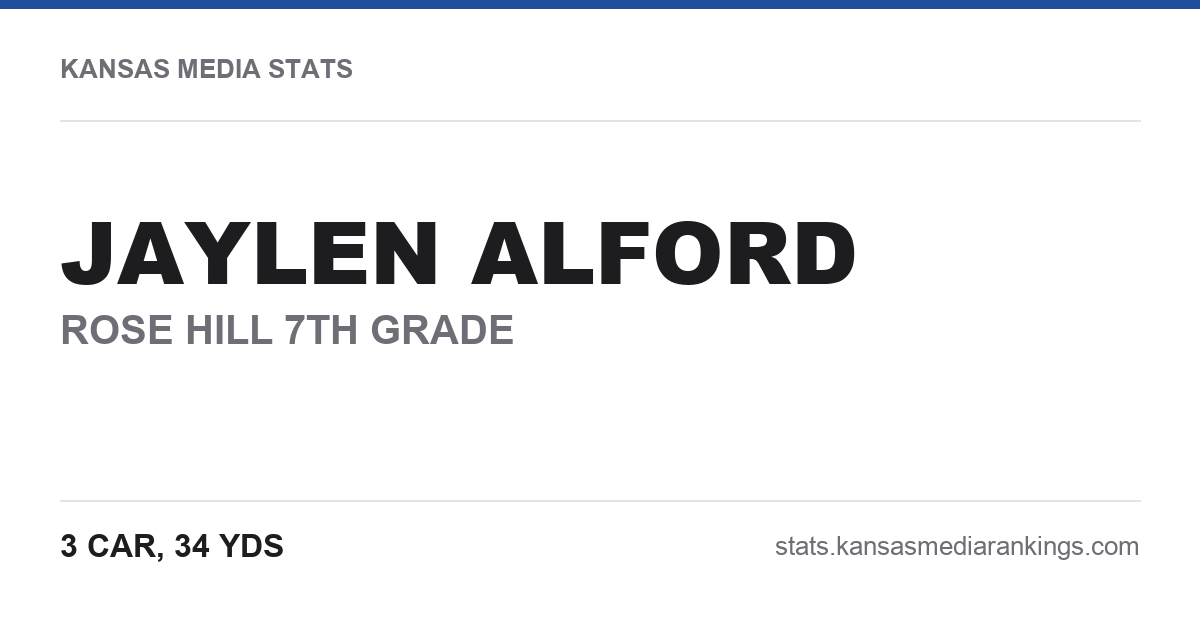 KANSAS MEDIA STATS
JAYLEN ALFORD
ROSE HILL 7TH GRADE
3 CAR, 34 YDS
stats.kansasmediarankings.com